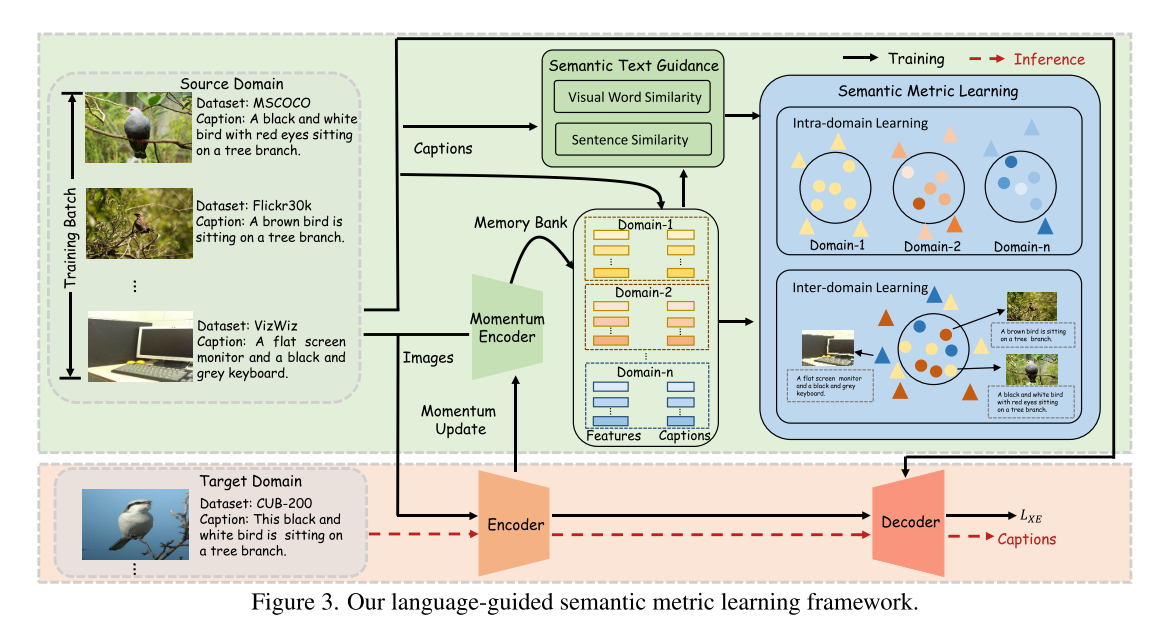 Training
Inference
Source Domain
Training Batch
Dataset: MSCOCO
Caption: A black and white
bird with red eyes sitting
on a tree branch.
Dataset: Flickr30k
Caption: A brown bird is
sitting on a tree branch.
...
Dataset: VizWiz
Caption: A flat screen
monitor and a black and
grey keyboard.
Captions
Images
Semantic Text Guidance
Visual Word Similarity
Sentence Similarity
Memory Bank
Momentum
Encoder
Momentum
Update
Domain-1
Domain-2
Domain-n
Features
Captions
Semantic Metric Learning
Intra-domain Learning
Domain-1
Domain-2
Domain-n
Inter-domain Learning
A brown bird is sitting
on a tree branch.
A flat screen monitor
and a black and grey
keyboard.
A black and white bird
with red eyes sitting
on a tree branch.
Target Domain
Dataset: CUB-200
Caption: This black and
white bird is sitting on
a tree branch.
...
Encoder
Decoder
L_XE
Captions
Figure 3. Our language-guided semantic metric learning framework.